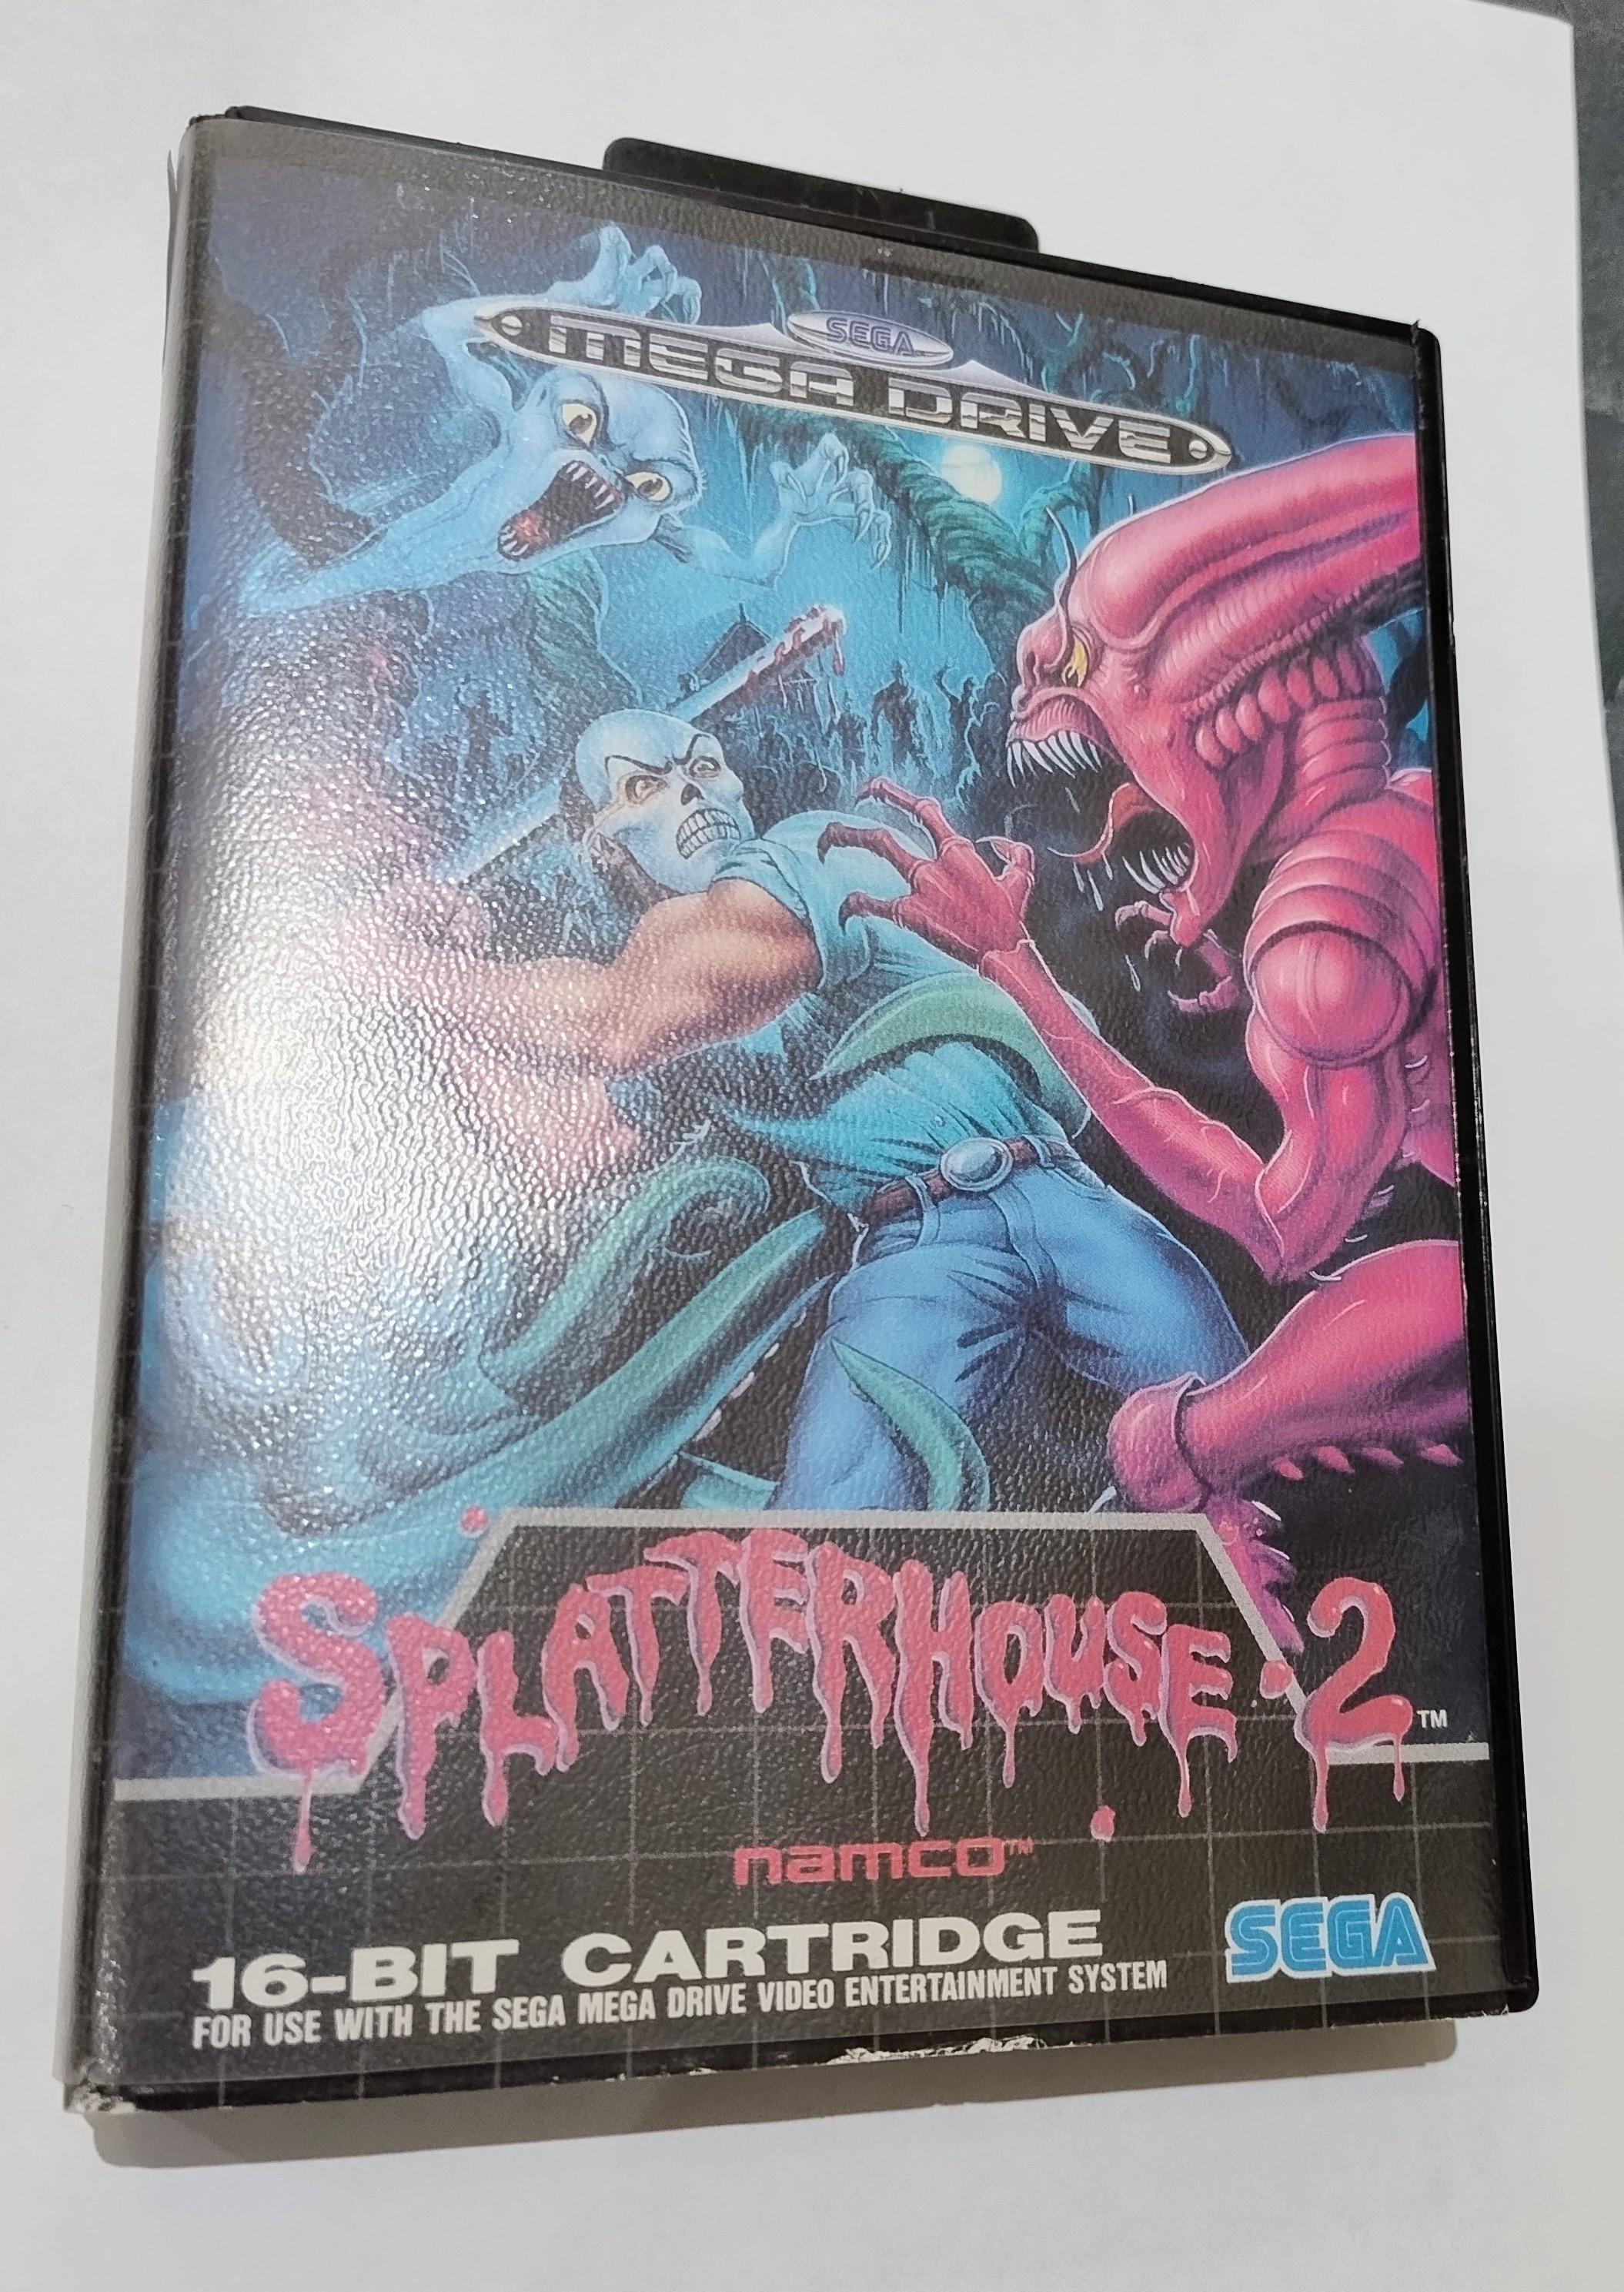 SEGA
MEGA DRIVE
SPLATTERHOUSE · 2 TM
namco TM
16-BIT CARTRIDGE
FOR USE WITH THE SEGA MEGA DRIVE VIDEO ENTERTAINMENT SYSTEM
SEGA